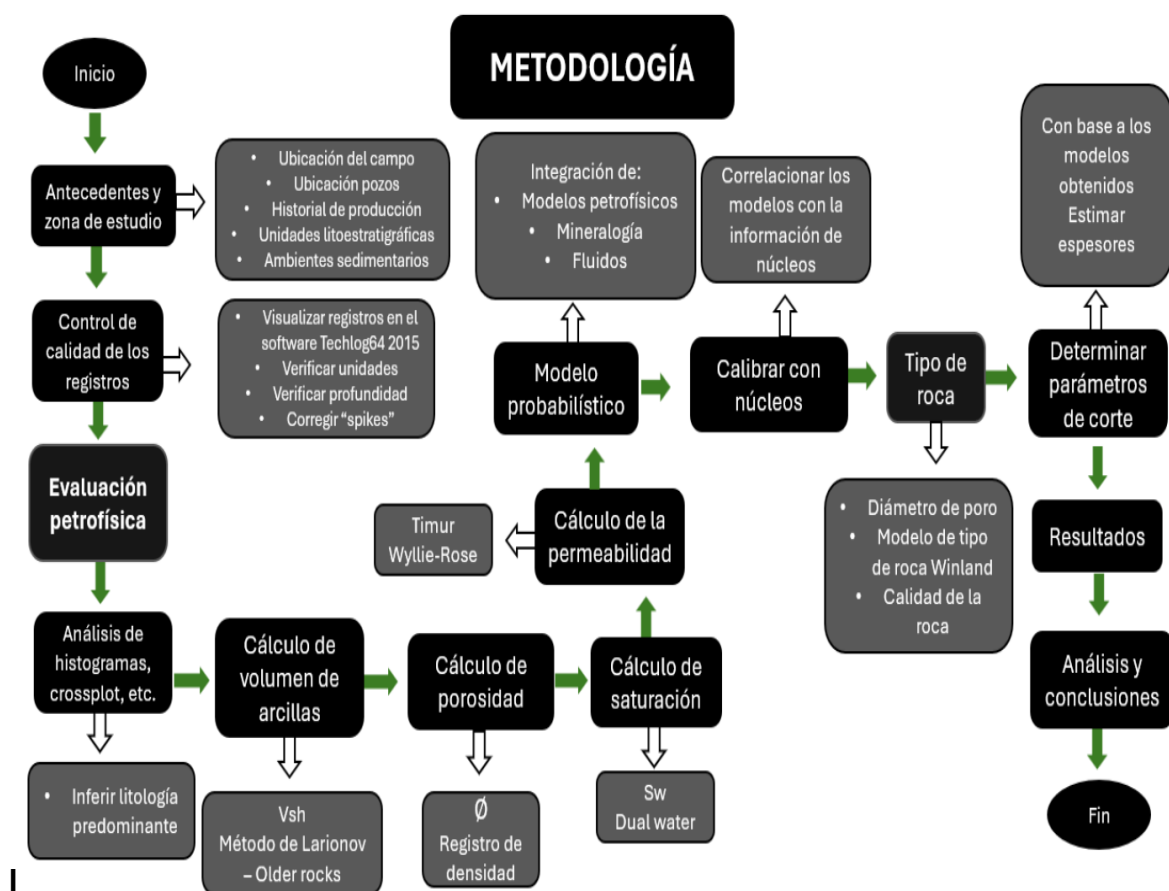 METODOLOGÍA
Inicio
Antecedentes y
zona de estudio
• Ubicación del campo
• Ubicación pozos
• Historial de producción
• Unidades litoestratigráficas
• Ambientes sedimentarios
Control de
calidad de los
registros
• Visualizar registros en el
software Techlog64 2015
• Verificar unidades
• Verificar profundidad
• Corregir “spikes”
Evaluación
petrofísica
Análisis de
histogramas,
crossplot, etc.
• Inferir litología
predominante
Cálculo de
volumen de
arcillas
Vsh
Método de Larionov
– Older rocks
Cálculo de
porosidad
Ø
Registro de
densidad
Cálculo de
saturación
Sw
Dual water
Cálculo de la
permeabilidad
Timur
Wyllie-Rose
Modelo
probabilístico
Integración de:
• Modelos petrofísicos
• Mineralogía
• Fluidos
Calibrar con
núcleos
Correlacionar los
modelos con la
información de
núcleos
Tipo de
roca
• Diámetro de poro
• Modelo de tipo
de roca Winland
• Calidad de la
roca
Determinar
parámetros
de corte
Con base a los
modelos
obtenidos
Estimar
espesores
Resultados
Análisis y
conclusiones
Fin